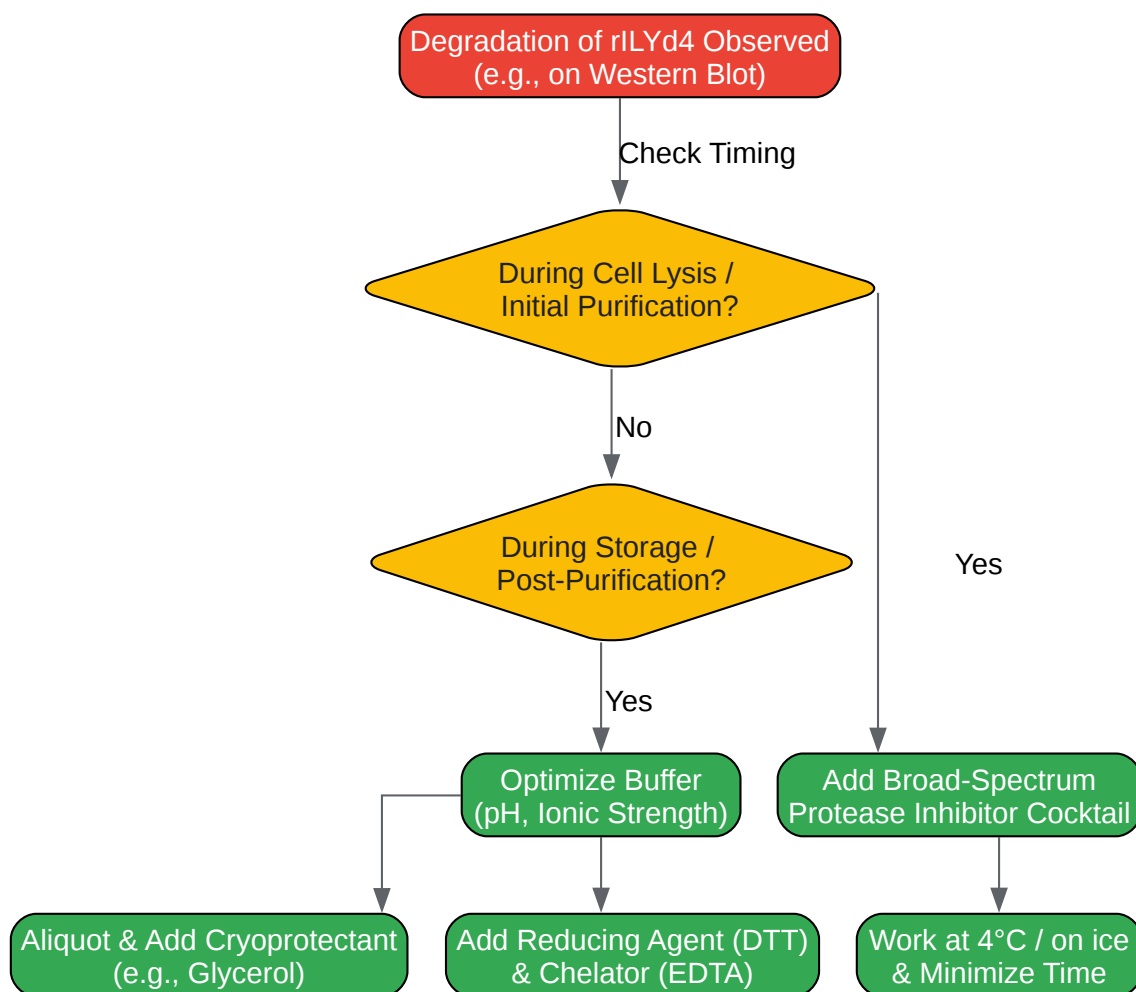 Degradation of rILYd4 Observed
(e.g., on Western Blot)
Check Timing
During Cell Lysis /
Initial Purification?
No
During Storage /
Post-Purification?
Yes
Yes
Optimize Buffer
(pH, Ionic Strength)
Add Broad-Spectrum
Protease Inhibitor Cocktail
Aliquot & Add Cryoprotectant
(e.g., Glycerol)
Add Reducing Agent (DTT)
& Chelator (EDTA)
Work at 4°C / on ice
& Minimize Time